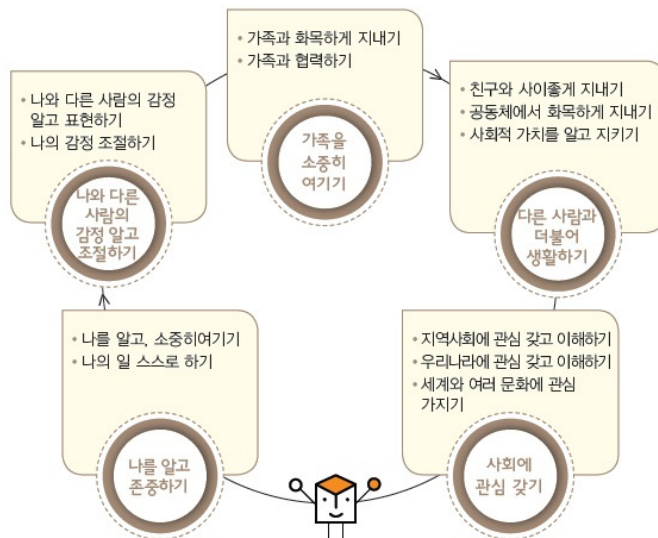 • 가족과 화목하게 지내기
• 가족과 협력하기
가족을
소중히
여기기
• 나와 다른 사람의 감정
알고 표현하기
• 나의 감정 조절하기
나와 다른
사람의
감정 알고
조절하기
• 친구와 사이좋게 지내기
• 공동체에서 화목하게 지내기
• 사회적 가치를 알고 지키기
다른 사람과
더불어
생활하기
• 나를 알고, 소중히여기기
• 나의 일 스스로 하기
나를 알고
존중하기
• 지역사회에 관심 갖고 이해하기
• 우리나라에 관심 갖고 이해하기
• 세계와 여러 문화에 관심
가지기
사회에
관심 갖기